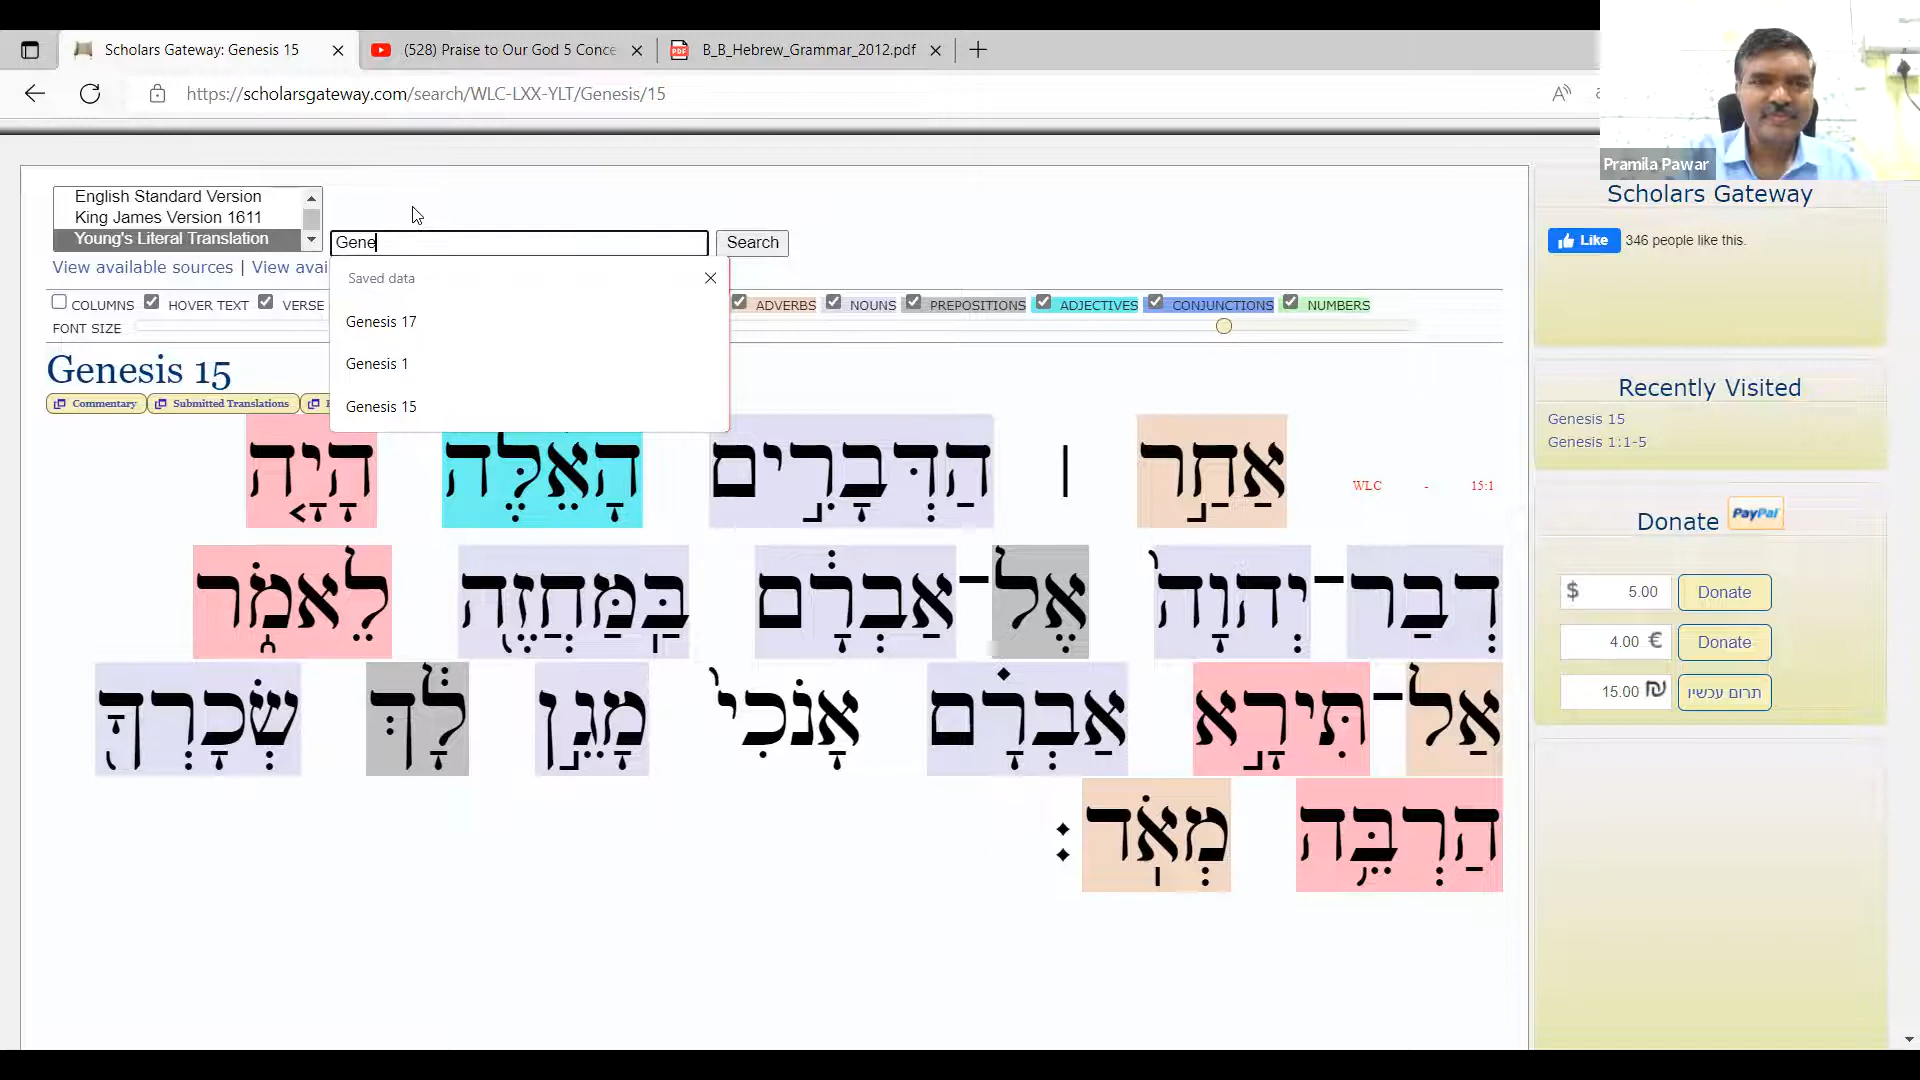 Scholars Gateway: Genesis 15
(528) Praise to Our God 5 Conce
B_B_Hebrew_Grammar_2012.pdf
https://scholarsgateway.com/search/WLC-LXX-YLT/Genesis/15
Pramila Pawar
English Standard Version
King James Version 1611
Young's Literal Translation
Gene
Search
View available sources | View avai
Saved data
Genesis 17
Genesis 1
Genesis 15
COLUMNS HOVER TEXT VERSE
ADVERBS NOUNS PREPOSITIONS ADJECTIVES CONJUNCTIONS NUMBERS
FONT SIZE
Genesis 15
Commentary Submitted Translations
WLC - 15:1
אַחַ֣ר ׀ הַדְּבָרִ֣ים הָאֵ֗לֶּה הָיָ֤ה
דְבַר־יְהוָה֙ אֶל־אַבְרָ֔ם בַּֽמַּחֲזֶ֖ה לֵאמֹ֑ר
אַל־תִּירָ֣א אַבְרָ֗ם אָנֹכִי֙ מָגֵ֣ן לָ֔ךְ שְׂכָרְךָ֖
הַרְבֵּ֥ה מְאֹֽד׃
Scholars Gateway
Like 346 people like this.
Recently Visited
Genesis 15
Genesis 1:1-5
Donate PayPal
$ 5.00 Donate
4.00 € Donate
15.00 ₪ תרום עכשיו